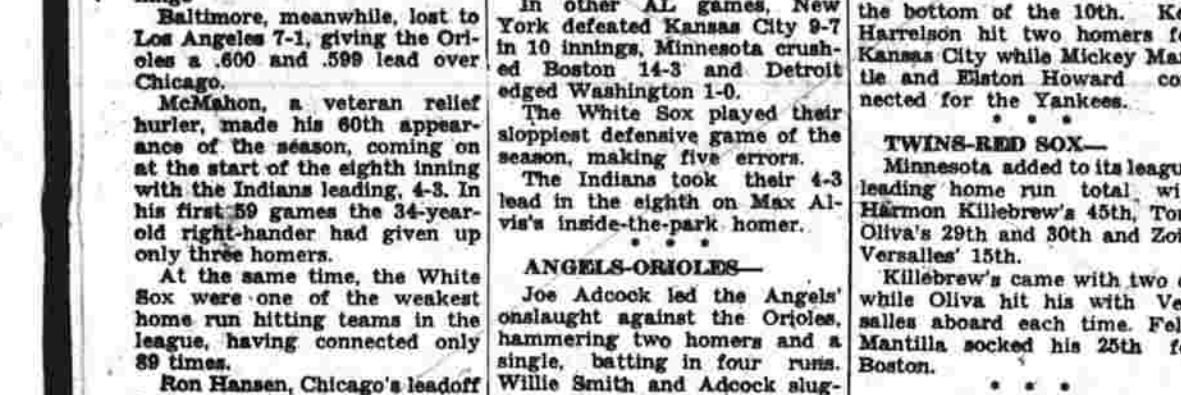 Baltimore, meanwhile, lost to
Los Angeles 7-1, giving the Ori-
oles a .600 and .599 lead over
Chicago.
McMahon, a veteran relief
hurler, made his 60th appear-
ance of the season, coming on
at the start of the eighth inning
with the Indians leading, 4-3. In
his first 59 games the 34-year-
old right-hander had given up
only three homers.
At the same time, the White
Sox were one of the weakest
home run hitting teams in the
league, having connected only
89 times.
Ron Hansen, Chicago's leadoff
In other AL games, New
York defeated Kansas City 9-7
in 10 innings, Minnesota crush-
ed Boston 14-3 and Detroit
edged Washington 1-0.
The White Sox played their
sloppiest defensive game of the
season, making five errors.
The Indians took their 4-3
lead in the eighth on Max Al-
vis's inside-the-park homer.
* * *
ANGELS-ORIOLES—
Joe Adcock led the Angels'
onslaught against the Orioles,
hammering two homers and a
single, batting in four runs.
Willie Smith and Adcock slug-
the bottom of the 10th. Ke
Harrelson hit two homers f
Kansas City while Mickey Ma
tle and Elston Howard co
nected for the Yankees.
* * *
TWINS-RED SOX—
Minnesota added to its leagu
leading home run total wi
Harmon Killebrew's 45th, To
Oliva's 29th and 30th and Zoi
Versalles' 15th.
Killebrew's came with two o
while Oliva hit his with Ve
salles aboard each time. Fel
Mantilla socked his 25th f
Boston.
* * *